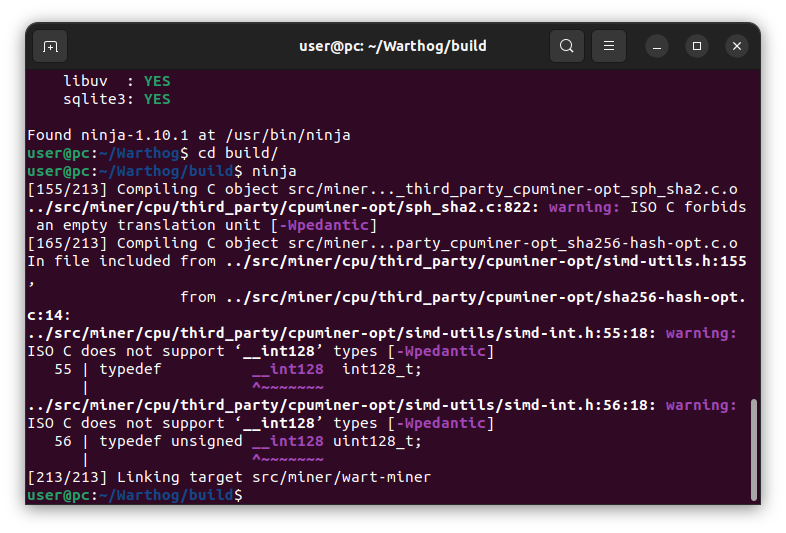 user@pc: ~/Warthog/build
    libuv  : YES
    sqlite3: YES
Found ninja-1.10.1 at /usr/bin/ninja
user@pc:~/Warthog$ cd build/
user@pc:~/Warthog/build$ ninja
[155/213] Compiling C object src/miner..._third_party_cpuminer-opt_sph_sha2.c.o
../src/miner/cpu/third_party/cpuminer-opt/sph_sha2.c:822: warning: ISO C forbids
 an empty translation unit [-Wpedantic]
[165/213] Compiling C object src/miner...party_cpuminer-opt_sha256-hash-opt.c.o
In file included from ../src/miner/cpu/third_party/cpuminer-opt/simd-utils.h:155
,
                 from ../src/miner/cpu/third_party/cpuminer-opt/sha256-hash-opt.
c:14:
../src/miner/cpu/third_party/cpuminer-opt/simd-utils/simd-int.h:55:18: warning:
ISO C does not support ‘__int128’ types [-Wpedantic]
   55 | typedef          __int128  int128_t;
      |                  ^~~~~~~~
../src/miner/cpu/third_party/cpuminer-opt/simd-utils/simd-int.h:56:18: warning:
ISO C does not support ‘__int128’ types [-Wpedantic]
   56 | typedef unsigned __int128 uint128_t;
      |                  ^~~~~~~~
[213/213] Linking target src/miner/wart-miner
user@pc:~/Warthog/build$